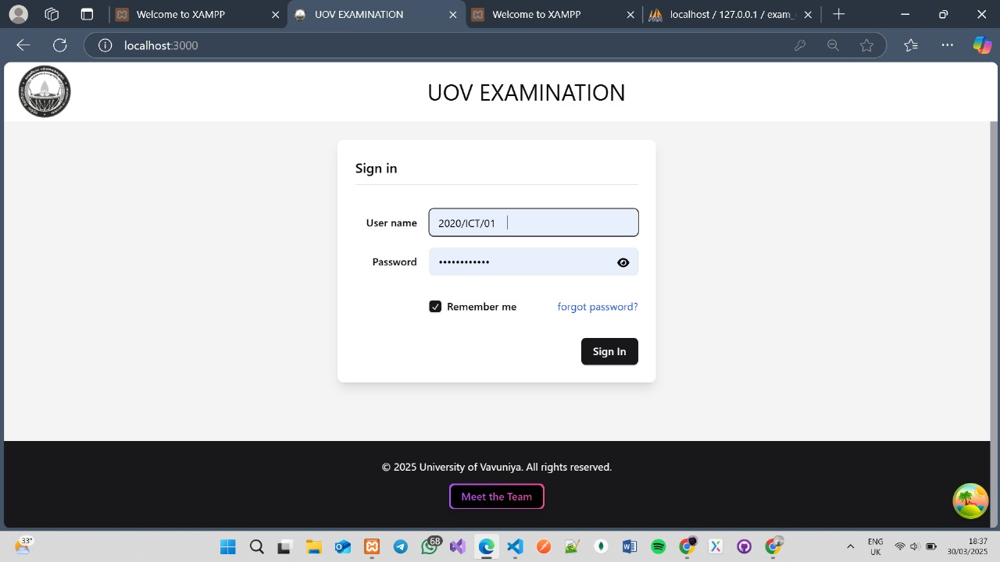 Welcome to XAMPP
UOV EXAMINATION
Welcome to XAMPP
localhost / 127.0.0.1 / exam_
localhost:3000
UOV EXAMINATION
Sign in
User name
2020/ICT/01
Password
••••••••••••
Remember me
forgot password?
Sign In
© 2025 University of Vavuniya. All rights reserved.
Meet the Team
33°
68
ENG
UK
18:37
30/03/2025